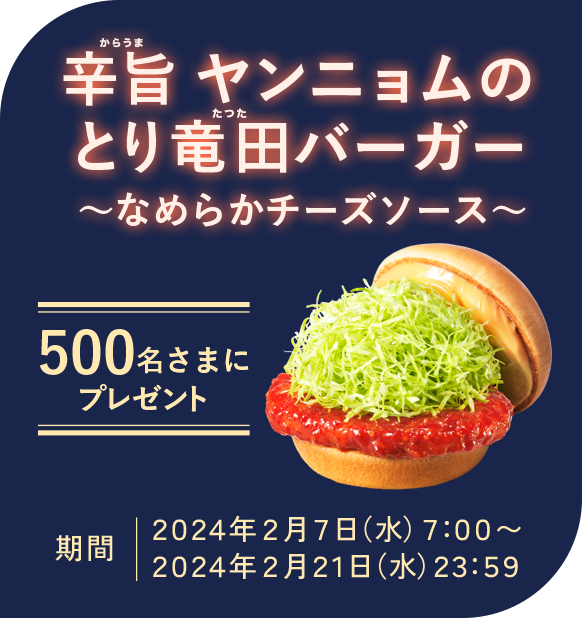 からうま
辛旨 ヤンニョムの
たつた
とり竜田バーガー
～なめらかチーズソース～
500名さまに
プレゼント
期間
2024年2月7日(水) 7:00～
2024年2月21日(水) 23:59